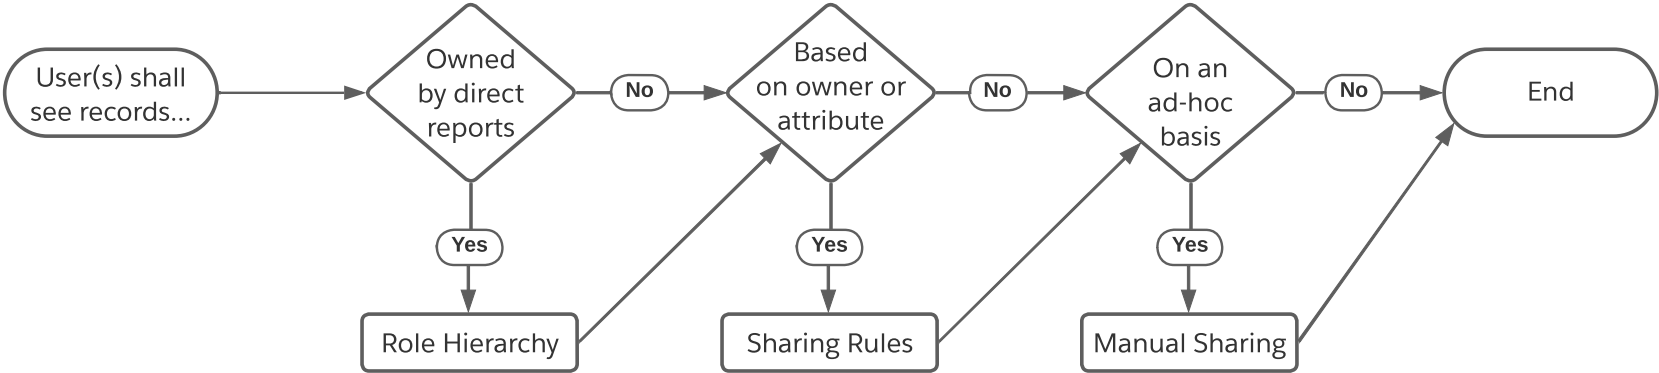 User(s) shall
see records...
Owned
by direct
reports
No
Based
on owner or
attribute
No
On an
ad-hoc
basis
No
End
Yes
Yes
Yes
Role Hierarchy
Sharing Rules
Manual Sharing